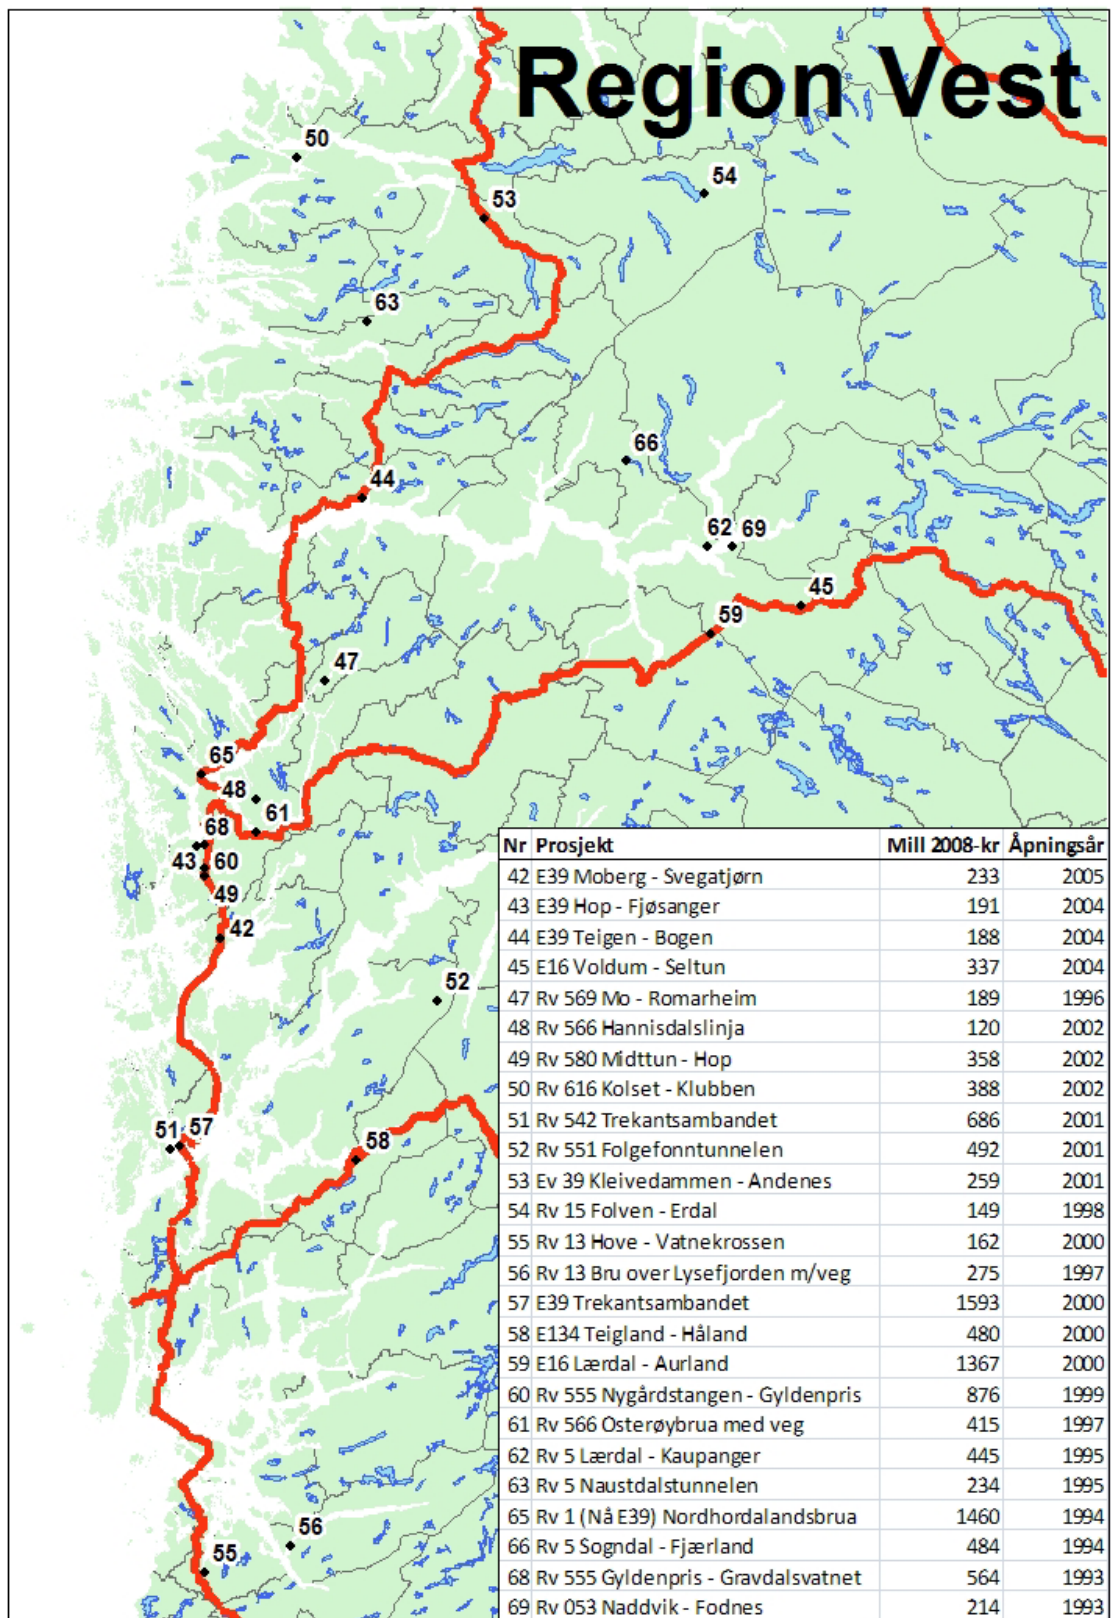 Region Vest
50
54
53
63
66
44
62 69
45
59
47
65
48
61
68
43 60
49
42
52
51 57
58
56
55
Nr Prosjekt Mill 2008-kr Åpningsår
42 E39 Moberg - Svegatjørn 233 2005
43 E39 Hop - Fjøsanger 191 2004
44 E39 Teigen - Bogen 188 2004
45 E16 Voldum - Seltun 337 2004
47 Rv 569 Mo - Romarheim 189 1996
48 Rv 566 Hannisdalslinja 120 2002
49 Rv 580 Midttun - Hop 358 2002
50 Rv 616 Kolset - Klubben 388 2002
51 Rv 542 Trekantsambandet 686 2001
52 Rv 551 Folgefonntunnelen 492 2001
53 Ev 39 Kleivedammen - Andenes 259 2001
54 Rv 15 Folven - Erdal 149 1998
55 Rv 13 Hove - Vatnekrossen 162 2000
56 Rv 13 Bru over Lysefjorden m/veg 275 1997
57 E39 Trekantsambandet 1593 2000
58 E134 Teigland - Håland 480 2000
59 E16 Lærdal - Aurland 1367 2000
60 Rv 555 Nygårdstangen - Gyldenpris 876 1999
61 Rv 566 Osterøybrua med veg 415 1997
62 Rv 5 Lærdal - Kaupanger 445 1995
63 Rv 5 Naustdalstunnelen 234 1995
65 Rv 1 (Nå E39) Nordhordalandsbrua 1460 1994
66 Rv 5 Sogndal - Fjærland 484 1994
68 Rv 555 Gyldenpris - Gravdalsvatnet 564 1993
69 Rv 053 Naddvik - Fodnes 214 1993